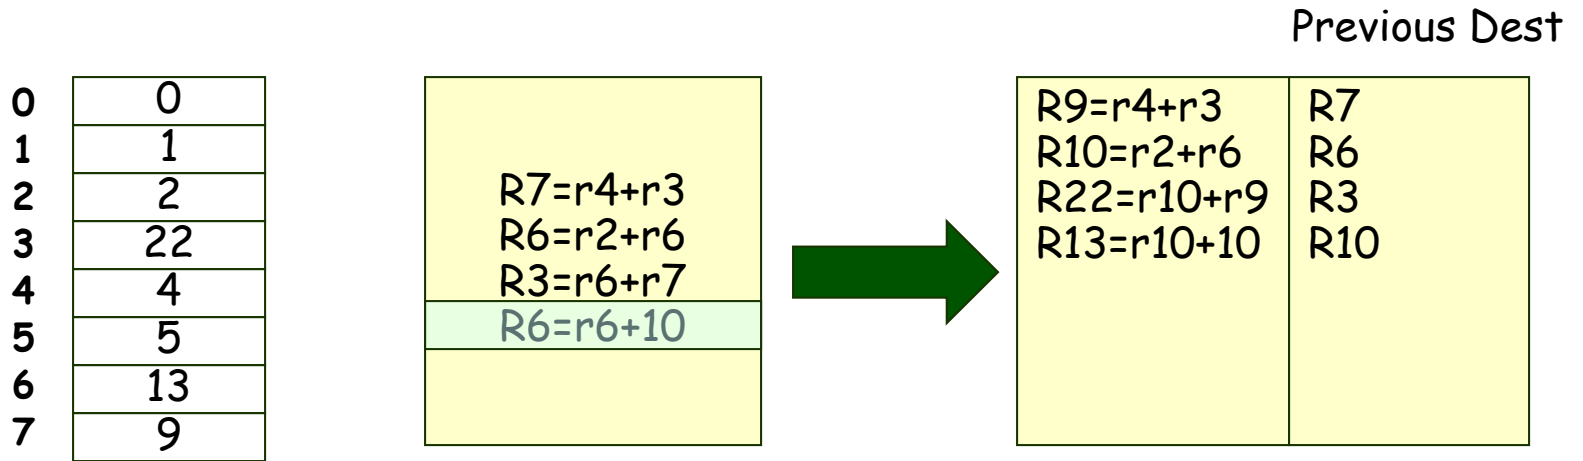 Previous Dest
0 0
1 1
2 2
3 22
4 4
5 5
6 13
7 9
R7=r4+r3
R6=r2+r6
R3=r6+r7
R6=r6+10
R9=r4+r3 R7
R10=r2+r6 R6
R22=r10+r9 R3
R13=r10+10 R10